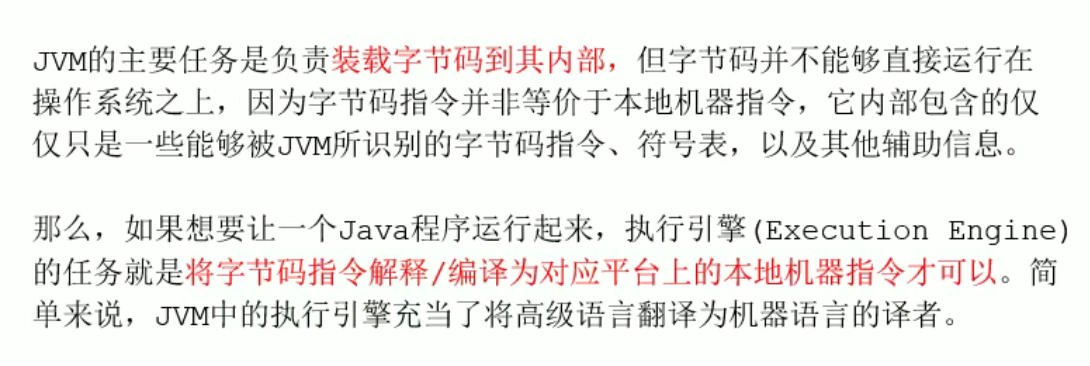 JVM的主要任务是负责装载字节码到其内部，但字节码并不能够直接运行在
操作系统之上，因为字节码指令并非等价于本地机器指令，它内部包含的仅
仅只是一些能够被JVM所识别的字节码指令、符号表，以及其他辅助信息。
那么，如果想要让一个Java程序运行起来，执行引擎(Execution Engine)
的任务就是将字节码指令解释/编译为对应平台上的本地机器指令才可以。简
单来说，JVM中的执行引擎充当了将高级语言翻译为机器语言的译者。